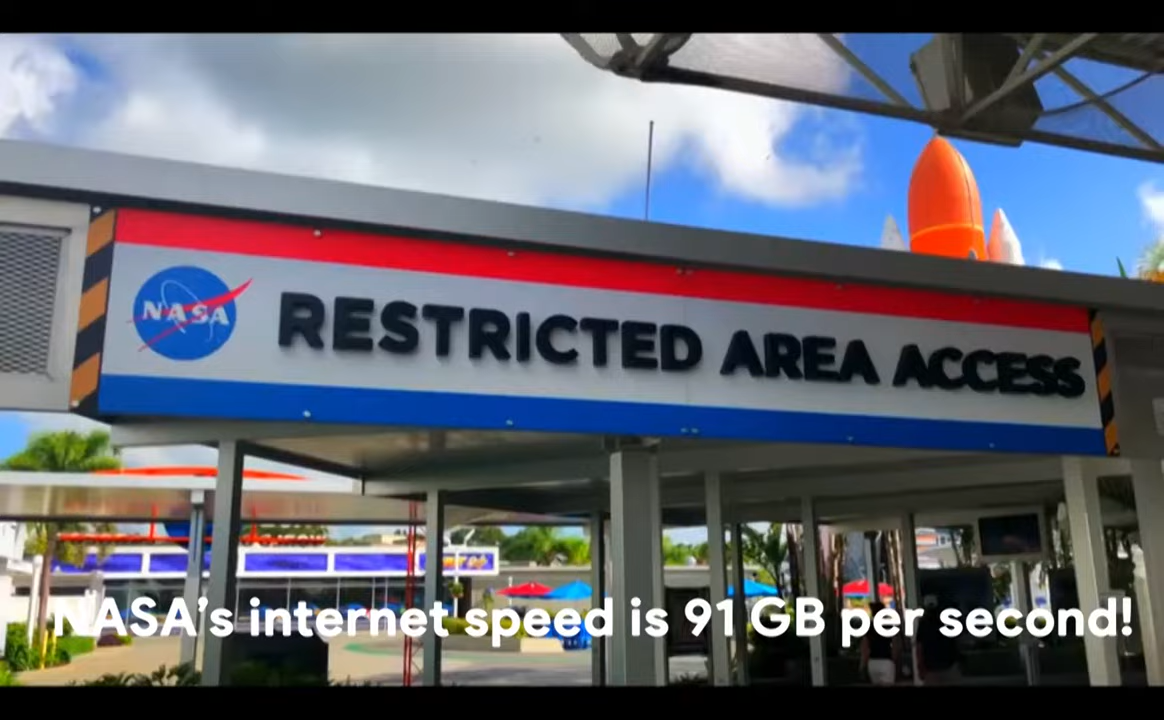 NASA
RESTRICTED AREA ACCESS
NASA's internet speed is 91 GB per second!